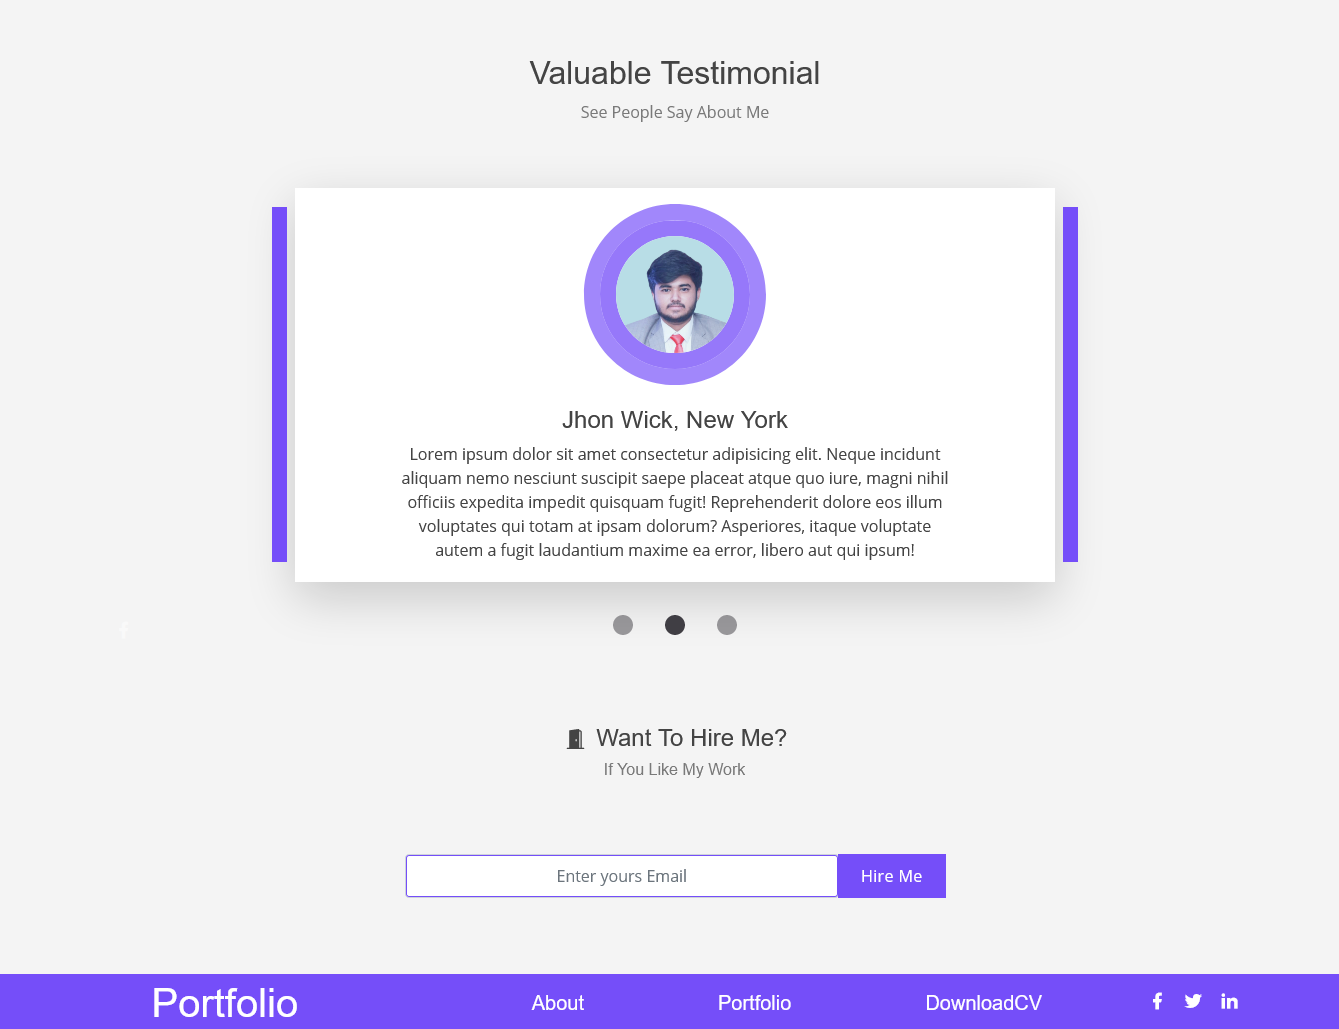 Valuable Testimonial
See People Say About Me
Jhon Wick, New York
Lorem ipsum dolor sit amet consectetur adipisicing elit. Neque incidunt
aliquam nemo nesciunt suscipit saepe placeat atque quo iure, magni nihil
officiis expedita impedit quisquam fugit! Reprehenderit dolore eos illum
voluptates qui totam at ipsam dolorum? Asperiores, itaque voluptate
autem a fugit laudantium maxime ea error, libero aut qui ipsum!
Want To Hire Me?
If You Like My Work
Enter yours Email
Hire Me
Portfolio
About
Portfolio
DownloadCV